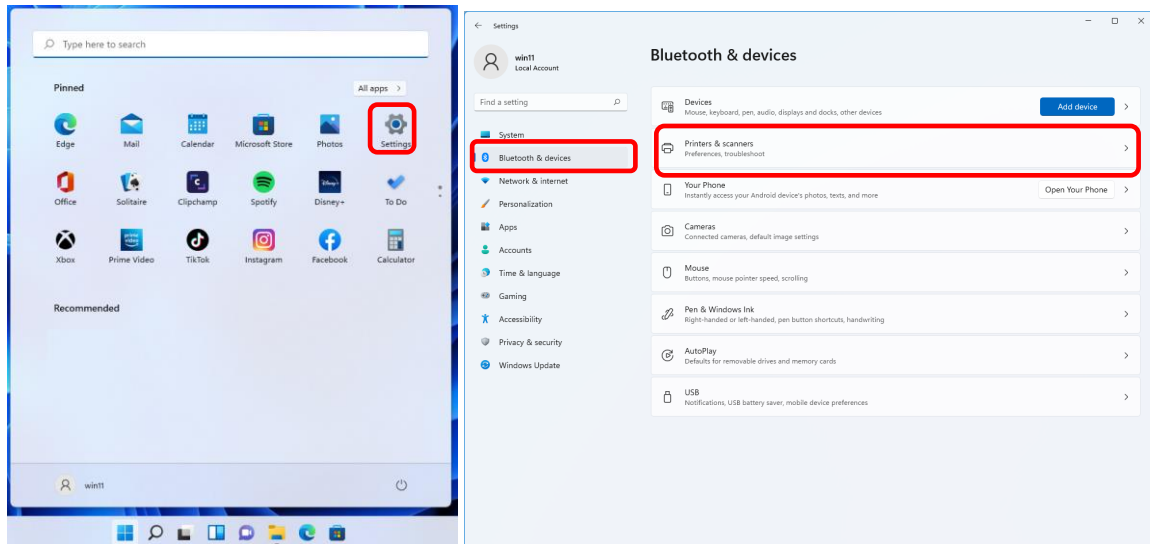 Type here to search
Pinned
All apps >
Edge
Mail
Calendar
Microsoft Store
Photos
Settings
Office
Solitaire
Clipchamp
Spotify
Disney+
To Do
Xbox
Prime Video
TikTok
Instagram
Facebook
Calculator
Recommended
win11
Settings
win11
Local Account
Find a setting
System
Bluetooth & devices
Network & internet
Personalization
Apps
Accounts
Time & language
Gaming
Accessibility
Privacy & security
Windows Update
Bluetooth & devices
Devices
Mouse, keyboard, pen, audio, displays and docks, other devices
Add device
Printers & scanners
Preferences, troubleshoot
Your Phone
Instantly access your Android device's photos, texts, and more
Open Your Phone
Cameras
Connected cameras, default image settings
Mouse
Buttons, mouse pointer speed, scrolling
Pen & Windows Ink
Right-handed or left-handed, pen button shortcuts, handwriting
AutoPlay
Defaults for removable drives and memory cards
USB
Notifications, USB battery saver, mobile device preferences